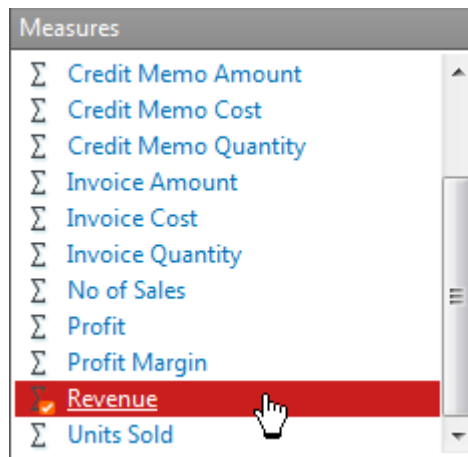 Measures
Credit Memo Amount
Credit Memo Cost
Credit Memo Quantity
Invoice Amount
Invoice Cost
Invoice Quantity
No of Sales
Profit
Profit Margin
Revenue
Units Sold